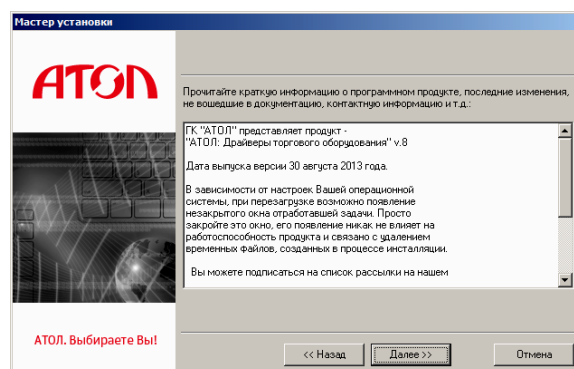 Мастер установки
АТОЛ
Прочитайте краткую информацию о программном продукте, последние изменения,
не вошедшие в документацию, контактную информацию и т.д.:
ГК "АТОЛ" представляет продукт -
"АТОЛ: Драйверы торгового оборудования" v.8
Дата выпуска версии 30 августа 2013 года.
В зависимости от настроек Вашей операционной
системы, при перезагрузке возможно появление
незакрытого окна отработавшей задачи. Просто
закройте это окно, его появление никак не влияет на
работоспособность продукта и связано с удалением
временных файлов, созданных в процессе инсталляции.
Вы можете подписаться на список рассылки на нашем
АТОЛ. Выбираете Вы!
<< Назад
Далее >>
Отмена